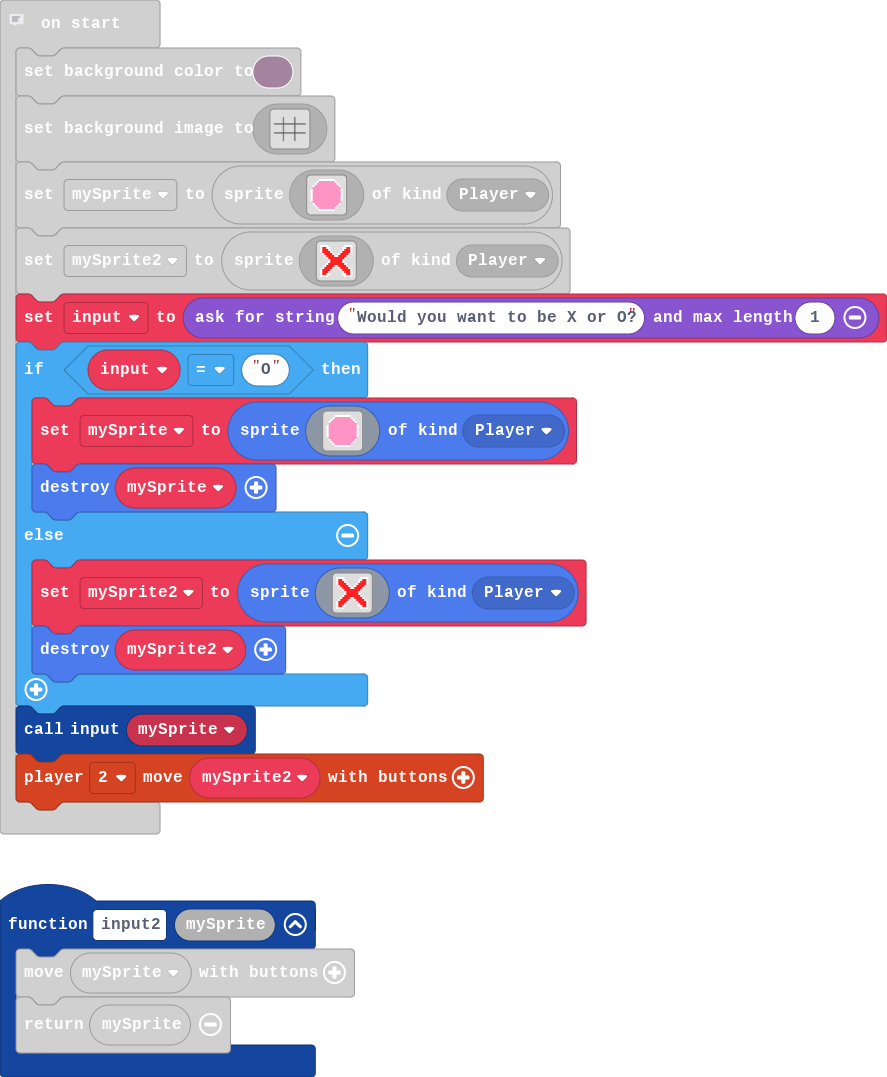 on start
set background color to
set background image to
set mySprite to sprite of kind Player
set mySprite2 to sprite of kind Player
set input to ask for string "Would you want to be X or O?" and max length 1
if input = "O" then
set mySprite to sprite of kind Player
destroy mySprite
else
set mySprite2 to sprite of kind Player
destroy mySprite2
call input mySprite
player 2 move mySprite2 with buttons
function input2 mySprite
move mySprite with buttons
return mySprite